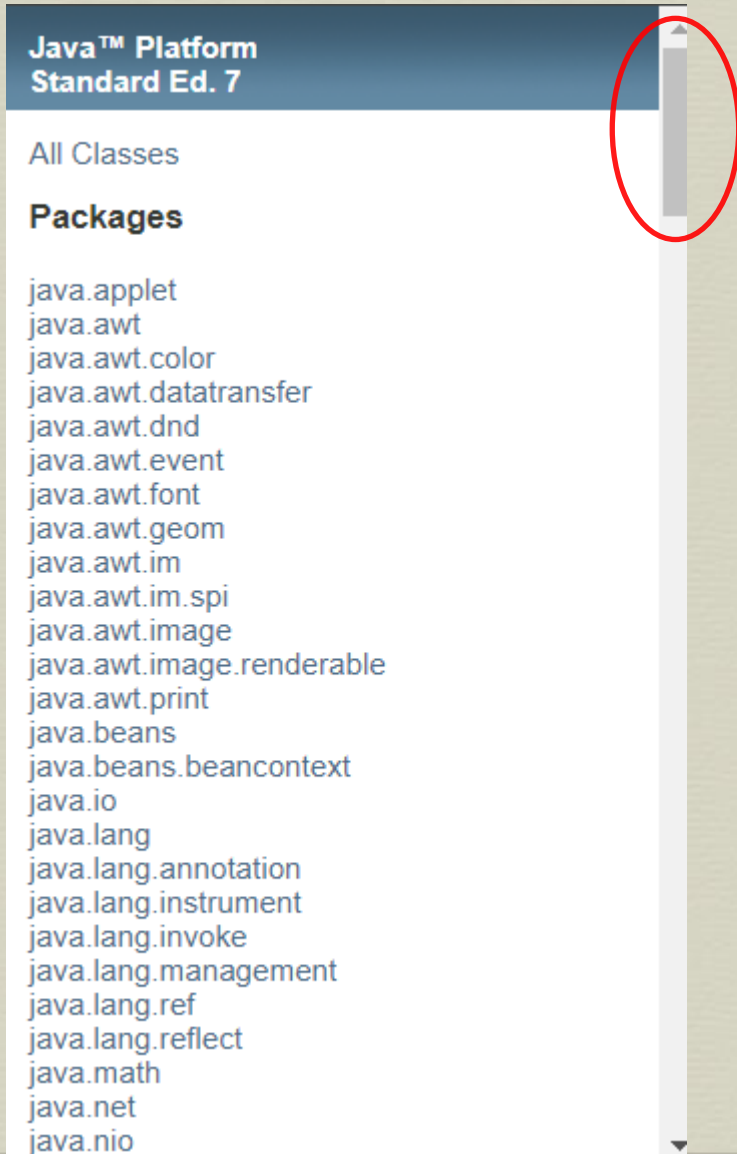 Java™ Platform
Standard Ed. 7
All Classes
Packages
java.applet
java.awt
java.awt.color
java.awt.datatransfer
java.awt.dnd
java.awt.event
java.awt.font
java.awt.geom
java.awt.im
java.awt.im.spi
java.awt.image
java.awt.image.renderable
java.awt.print
java.beans
java.beans.beancontext
java.io
java.lang
java.lang.annotation
java.lang.instrument
java.lang.invoke
java.lang.management
java.lang.ref
java.lang.reflect
java.math
java.net
java.nio